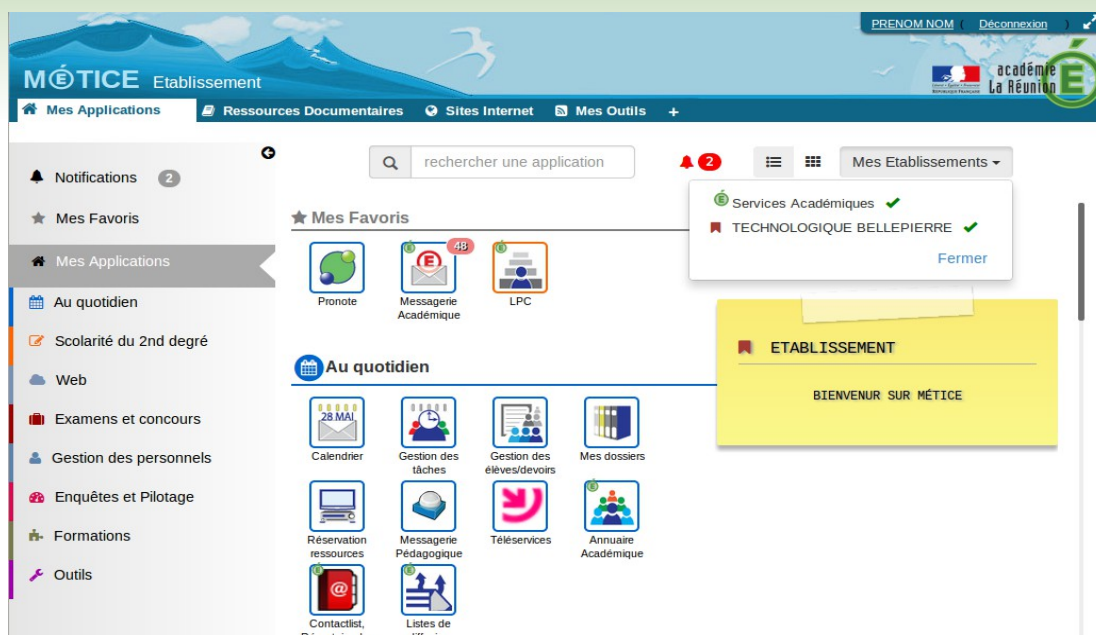 PRENOM NOM ( Déconnexion )
MÉTICE Etablissement
académie
La Réunion
É
RÉPUBLIQUE FRANÇAISE
Mes Applications Ressources Documentaires Sites Internet Mes Outils +
rechercher une application
2
Mes Etablissements
Notifications 2
Mes Favoris
Mes Applications
Au quotidien
Scolarité du 2nd degré
Web
Examens et concours
Gestion des personnels
Enquêtes et Pilotage
Formations
Outils
Services Académiques
TECHNOLOGIQUE BELLEPIERRE
Fermer
Mes Favoris
48
Pronote
Messagerie
Académique
LPC
ETABLISSEMENT
BIENVENUR SUR MÉTICE
Au quotidien
28 MAI
Calendrier
Gestion des
tâches
Gestion des
élèves/devoirs
Mes dossiers
Réservation
ressources
Messagerie
Pédagogique
Téléservices
Annuaire
Académique
@
Contactlist,
Listes de